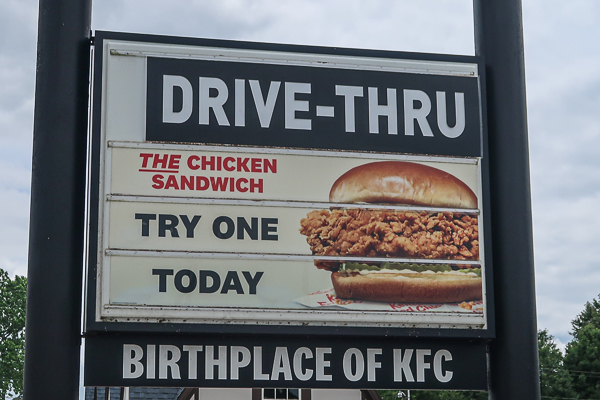 DRIVE-THRU
THE CHICKEN
SANDWICH
TRY ONE
TODAY
BIRTHPLACE OF KFC